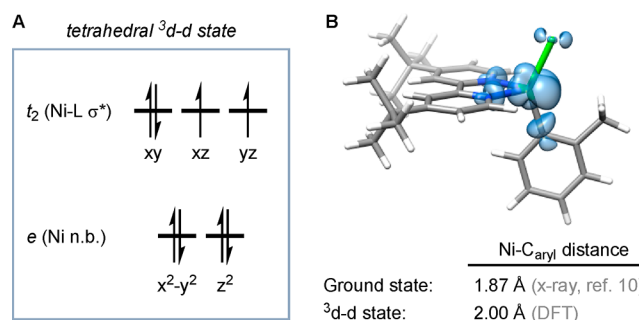 A
tetrahedral ³d-d state
t₂ (Ni-L σ*)
xy xz yz
e (Ni n.b.)
x²-y² z²
B
Ni-Cₐᵣyₗ distance
Ground state: 1.87 Å (x-ray, ref. 10)
³d-d state: 2.00 Å (DFT)